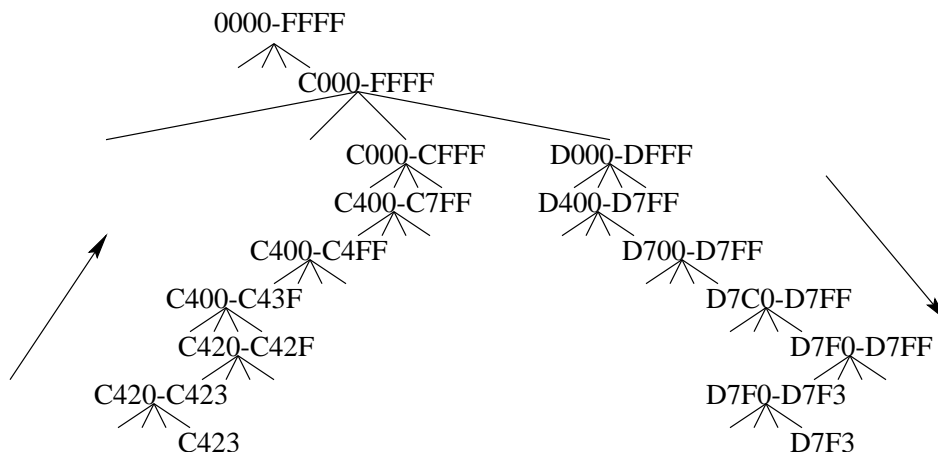 0000-FFFF
C000-FFFF
C000-CFFF D000-DFFF
C400-C7FF D400-D7FF
C400-C4FF D700-D7FF
C400-C43F D7C0-D7FF
C420-C42F D7F0-D7FF
C420-C423 D7F0-D7F3
C423 D7F3